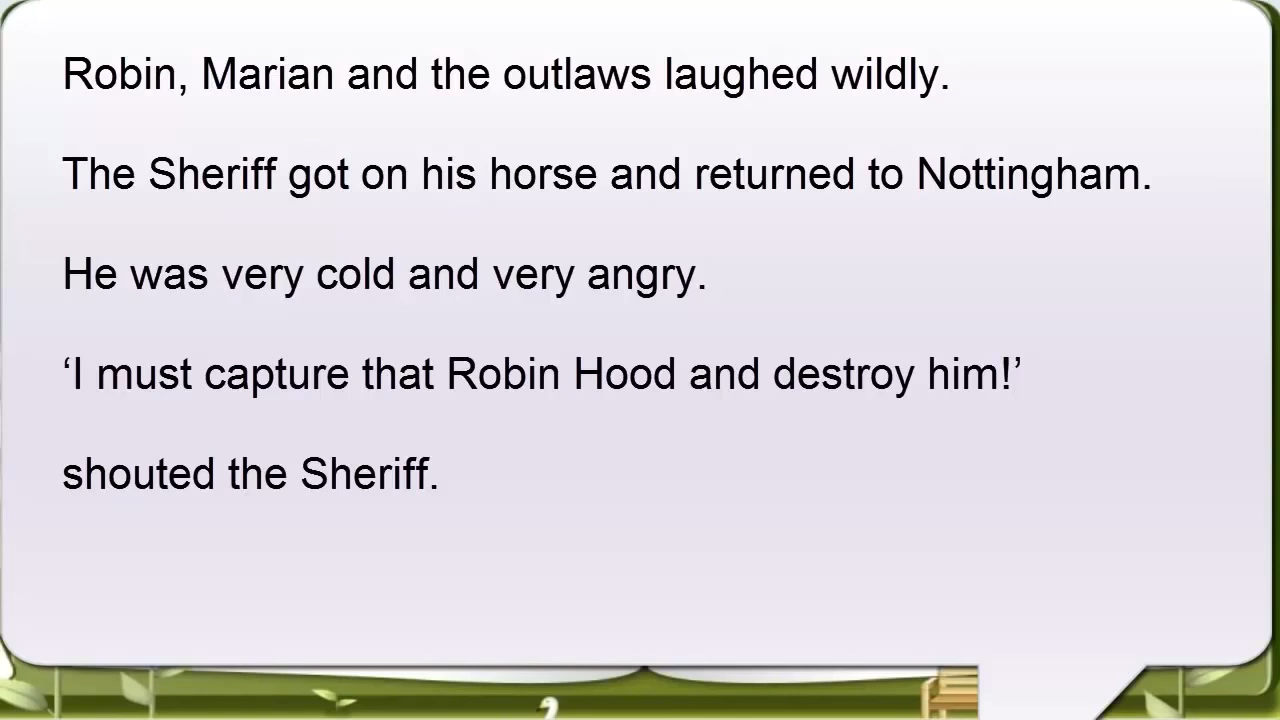 Robin, Marian and the outlaws laughed wildly.
The Sheriff got on his horse and returned to Nottingham.
He was very cold and very angry.
‘I must capture that Robin Hood and destroy him!’
shouted the Sheriff.